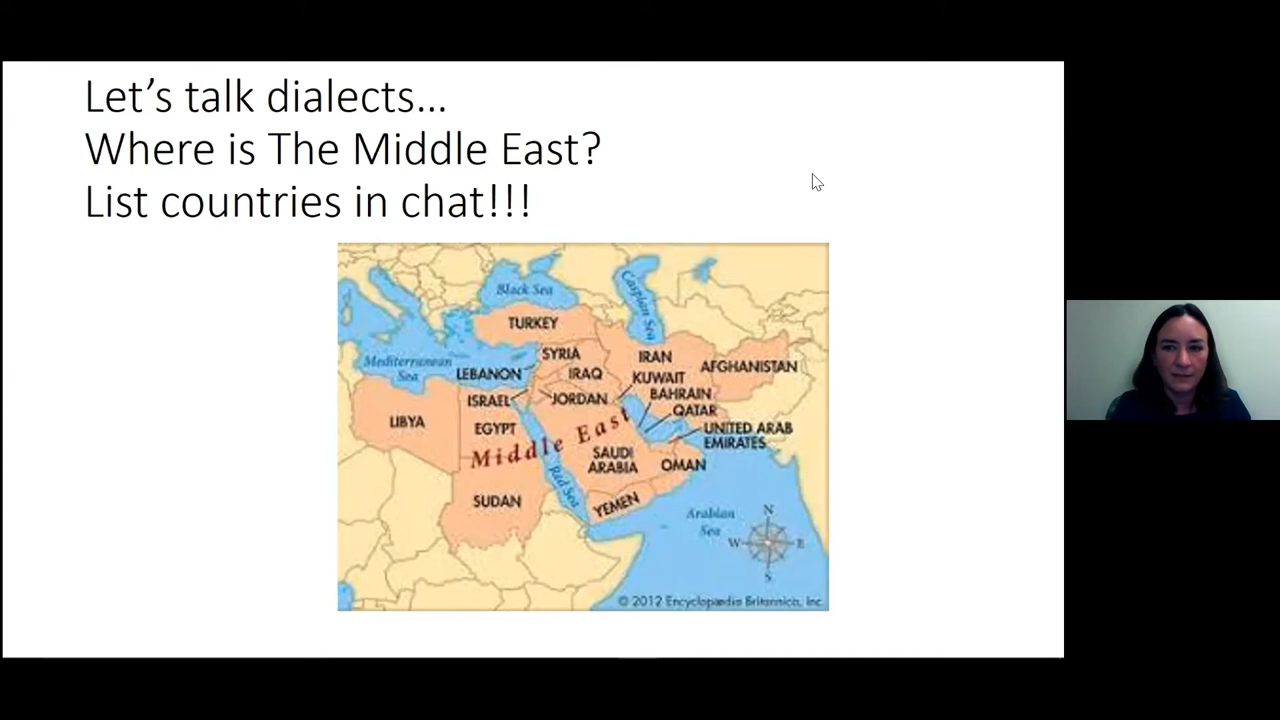 Let's talk dialects...
Where is The Middle East?
List countries in chat!!!
Black Sea
Caspian Sea
TURKEY
Mediterranean
Sea
SYRIA
LEBANON
IRAQ
IRAN
AFGHANISTAN
KUWAIT
ISRAEL
JORDAN
BAHRAIN
QATAR
LIBYA
EGYPT
Middle East
UNITED ARAB
EMIRATES
SAUDI
ARABIA
OMAN
Red Sea
SUDAN
YEMEN
Arabian
Sea
N
W
E
S
© 2012 Encyclopædia Britannica, Inc.